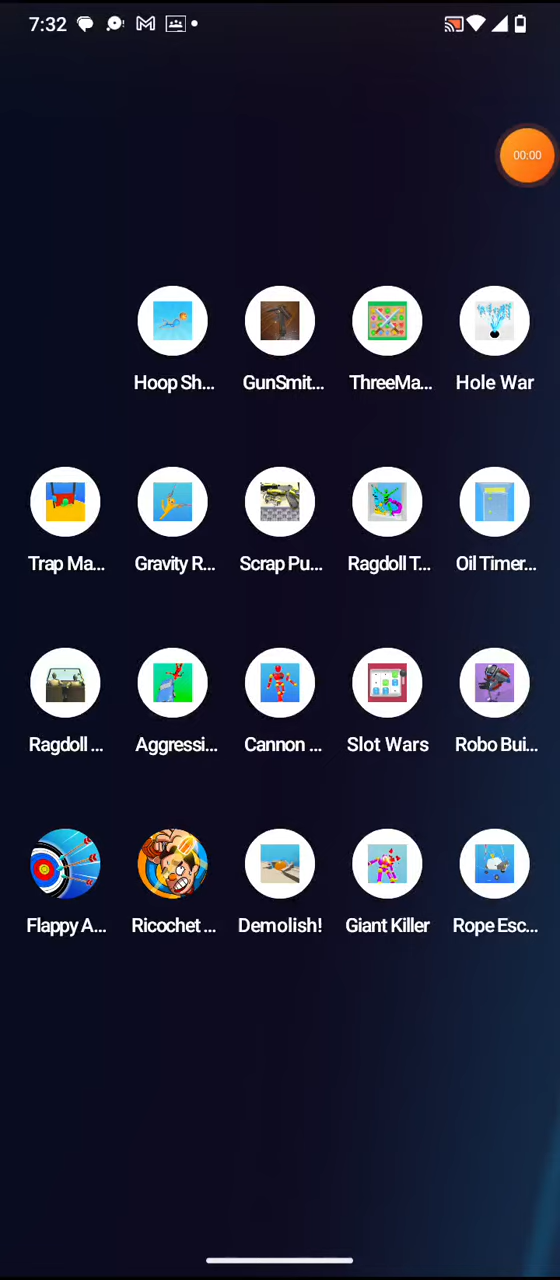 7:32
00:00
Hoop Sh...
GunSmit...
ThreeMa...
Hole War
Trap Ma...
Gravity R...
Scrap Pu...
Ragdoll T...
Oil Timer...
Ragdoll ...
Aggressi...
Cannon ...
Slot Wars
Robo Bui...
Flappy A...
Ricochet ...
Demolish!
Giant Killer
Rope Esc...